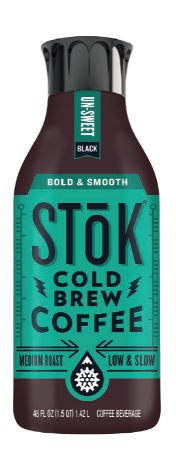 UN-SWEET
BLACK
BOLD & SMOOTH
STōK
COLD
BREW
COFFEE
MEDIUM ROAST LOW & SLOW
48 FL OZ (1.5 QT) 1.42 L COFFEE BEVERAGE